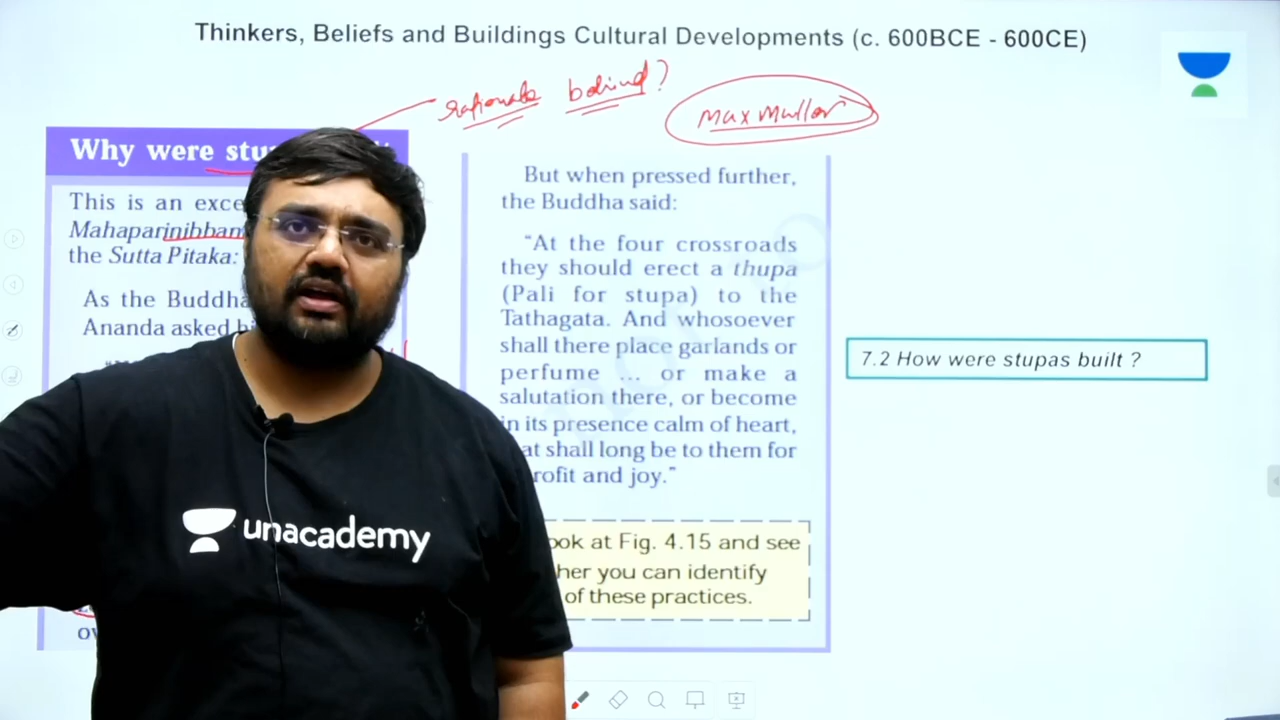 Thinkers, Beliefs and Buildings Cultural Developments (c. 600BCE - 600CE)
rationale behind?
Max Muller
Why were stu
This is an exce
Mahaparinibban
the Sutta Pitaka:
As the Buddha
Ananda asked hi
But when pressed further,
the Buddha said:
"At the four crossroads
they should erect a thupa
(Pali for stupa) to the
Tathagata. And whosoever
shall there place garlands or
perfume ... or make a
salutation there, or become
in its presence calm of heart,
at shall long be to them for
rofit and joy."
ook at Fig. 4.15 and see
her you can identify
of these practices.
7.2 How were stupas built ?
unacademy